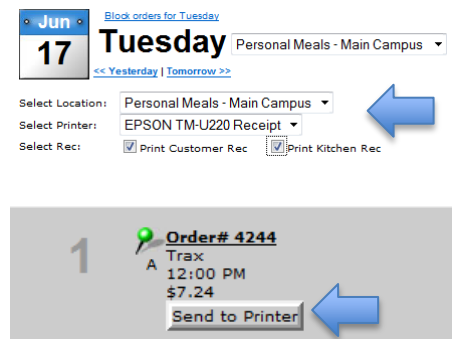 Jun
17
Block orders for Tuesday
Tuesday Personal Meals - Main Campus
<< Yesterday | Tomorrow >>
Select Location: Personal Meals - Main Campus
Select Printer: EPSON TM-U220 Receipt
Select Rec: Print Customer Rec Print Kitchen Rec
1
A
Order# 4244
Trax
12:00 PM
$7.24
Send to Printer